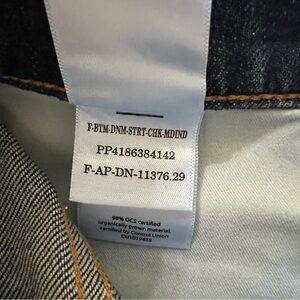 F-BTM-DNM-STRT-CHK-MDIND
PP4186384142
F-AP-DN-11376.29
98% OCS certified
organically grown material.
certified by Control Union
CU1019455